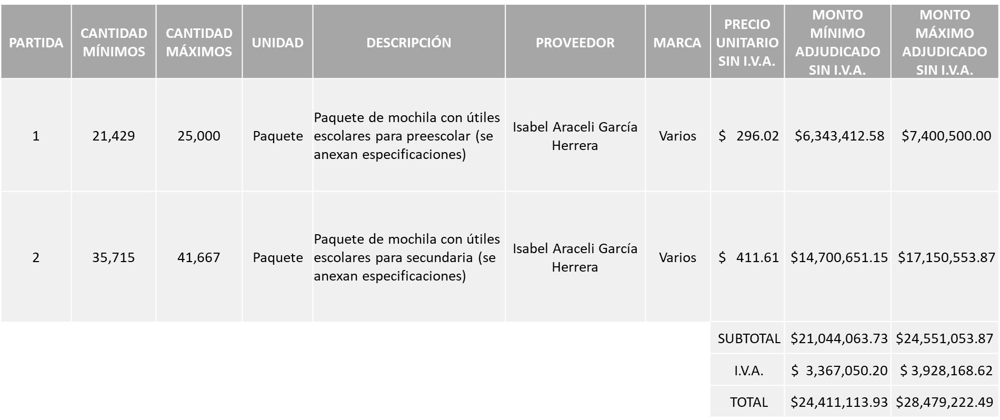 PARTIDA
CANTIDAD
MÍNIMOS
CANTIDAD
MÁXIMOS
UNIDAD
DESCRIPCIÓN
PROVEEDOR
MARCA
PRECIO
UNITARIO
SIN I.V.A.
MONTO
MÍNIMO
ADJUDICADO
SIN I.V.A.
MONTO
MÁXIMO
ADJUDICADO
SIN I.V.A.
1
21,429
25,000
Paquete
Paquete de mochila con útiles
escolares para preescolar (se
anexan especificaciones)
Isabel Araceli García
Herrera
Varios
$ 296.02
$6,343,412.58
$7,400,500.00
2
35,715
41,667
Paquete
Paquete de mochila con útiles
escolares para secundaria (se
anexan especificaciones)
Isabel Araceli García
Herrera
Varios
$ 411.61
$14,700,651.15
$17,150,553.87
SUBTOTAL $21,044,063.73 $24,551,053.87
I.V.A. $ 3,367,050.20 $ 3,928,168.62
TOTAL $24,411,113.93 $28,479,222.49